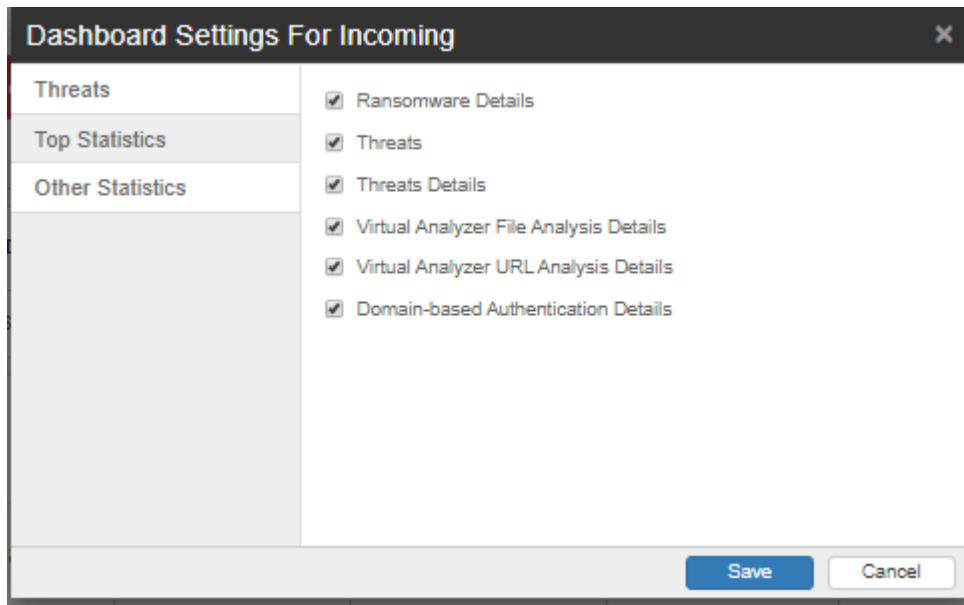 Dashboard Settings For Incoming
Threats
Top Statistics
Other Statistics
Ransomware Details
Threats
Threats Details
Virtual Analyzer File Analysis Details
Virtual Analyzer URL Analysis Details
Domain-based Authentication Details
Save
Cancel